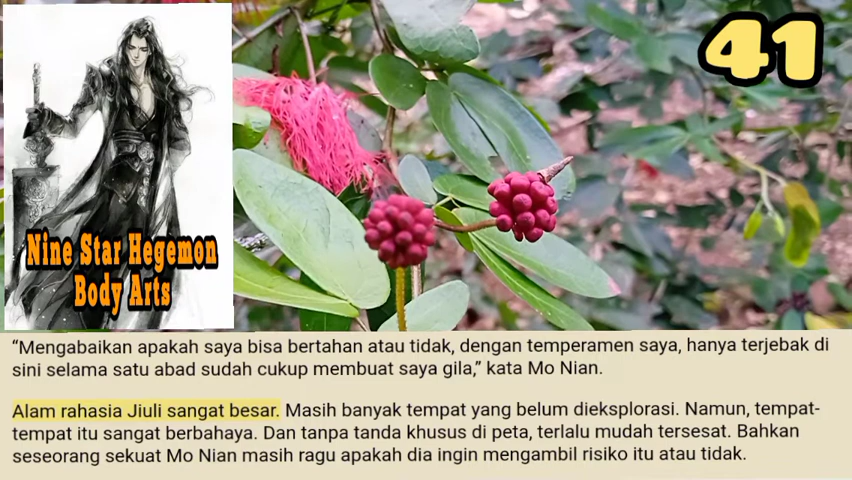 41
Nine Star Hegemon
Body Arts
“Mengabaikan apakah saya bisa bertahan atau tidak, dengan temperamen saya, hanya terjebak di
sini selama satu abad sudah cukup membuat saya gila,” kata Mo Nian.
Alam rahasia Jiuli sangat besar. Masih banyak tempat yang belum dieksplorasi. Namun, tempat-
tempat itu sangat berbahaya. Dan tanpa tanda khusus di peta, terlalu mudah tersesat. Bahkan
seseorang sekuat Mo Nian masih ragu apakah dia ingin mengambil risiko itu atau tidak.